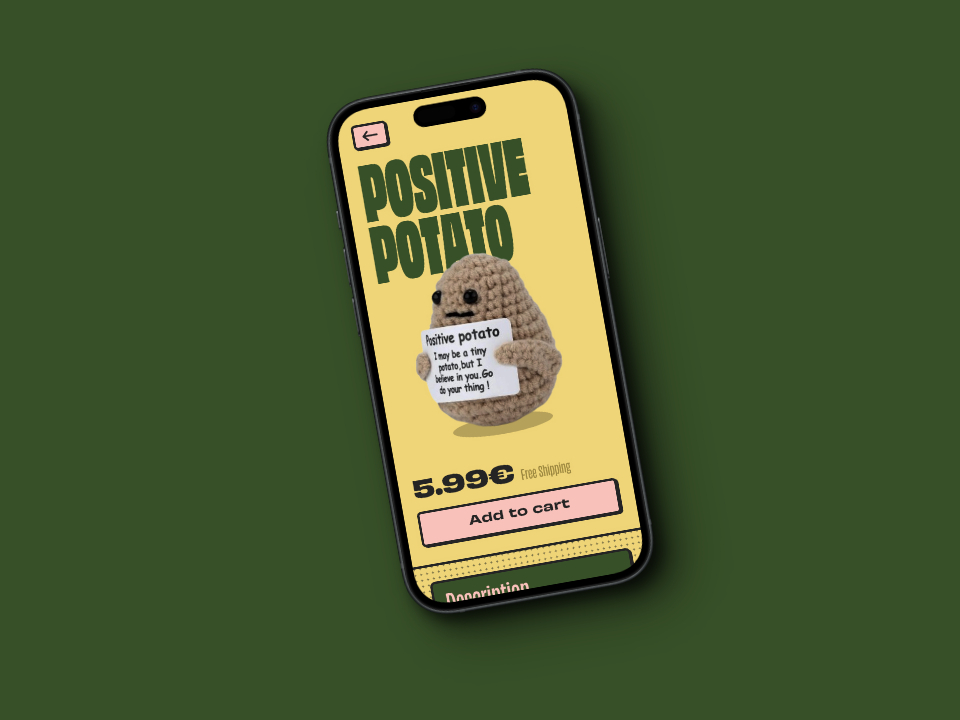 POSITIVE
POTATO
Positive potato
I may be a tiny
potato,but I
believe in you.Go
do your thing !
5.99€ Free Shipping
Add to cart
Description